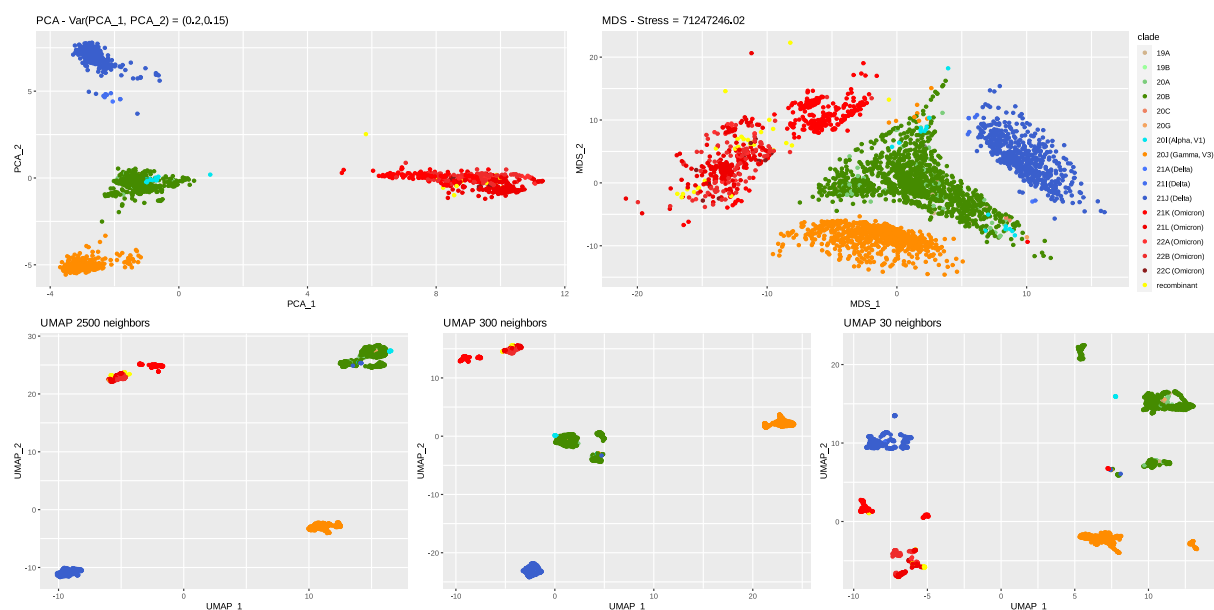 PCA - Var(PCA_1, PCA_2) = (0.2,0.15)
5
0
-5
PCA_2
-4
0
4
8
12
PCA_1
MDS - Stress = 71247246.02
20
10
0
-10
MDS_2
-20
-10
0
10
MDS_1
clade
19A
19B
20A
20B
20C
20G
20I (Alpha, V1)
20J (Gamma, V3)
21A (Delta)
21I (Delta)
21J (Delta)
21K (Omicron)
21L (Omicron)
22A (Omicron)
22B (Omicron)
22C (Omicron)
recombinant
UMAP 2500 neighbors
30
20
10
0
-10
UMAP_2
-10
0
10
UMAP_1
UMAP 300 neighbors
10
0
-10
-20
UMAP_2
-10
0
10
20
UMAP_1
UMAP 30 neighbors
20
10
0
UMAP_2
-10
-5
0
5
10
UMAP_1